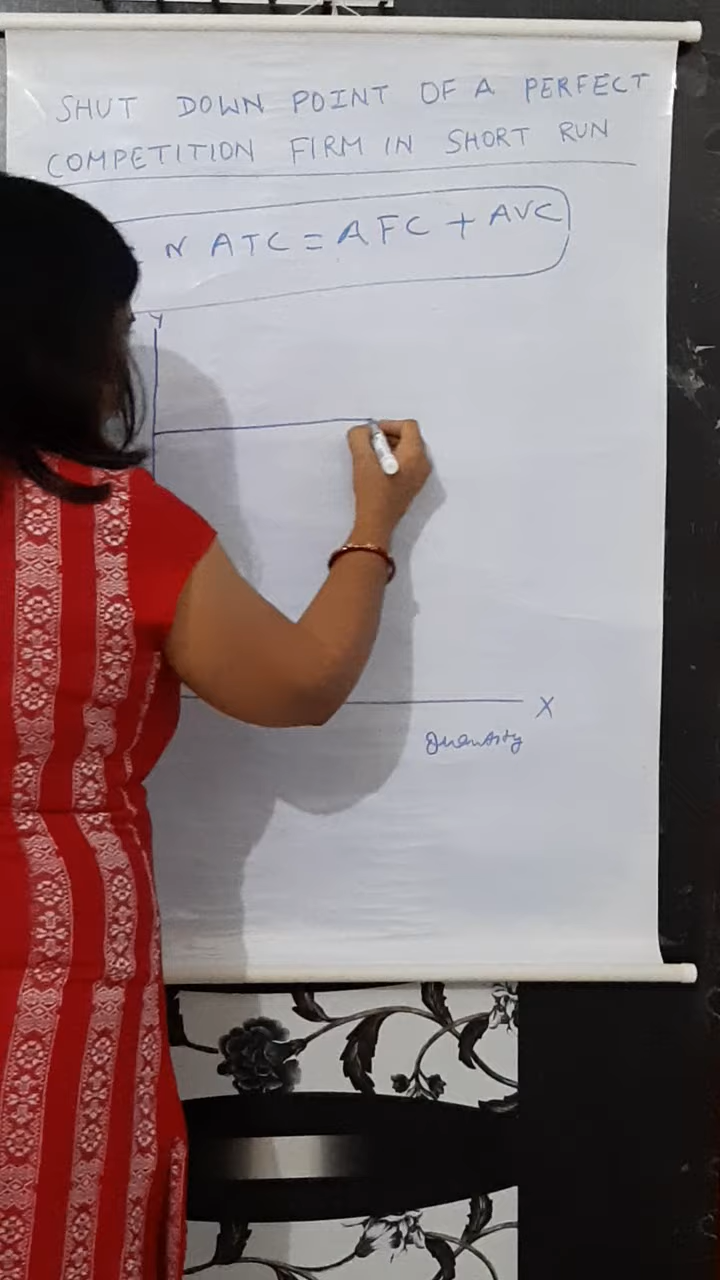 SHUT DOWN POINT OF A PERFECT
COMPETITION FIRM IN SHORT RUN
ATC = AFC + AVC
Y
X
Quantity